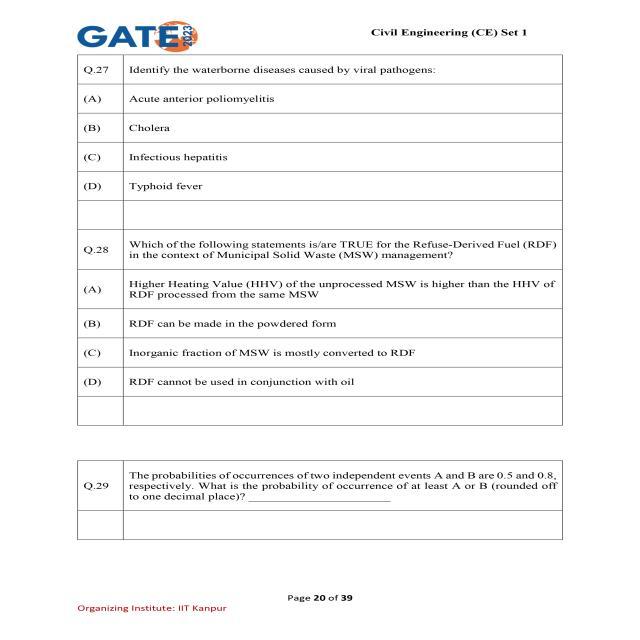 GATE 2023
Civil Engineering (CE) Set 1
Q.27 Identify the waterborne diseases caused by viral pathogens:
(A) Acute anterior poliomyelitis
(B) Cholera
(C) Infectious hepatitis
(D) Typhoid fever
Q.28 Which of the following statements is/are TRUE for the Refuse-Derived Fuel (RDF)
in the context of Municipal Solid Waste (MSW) management?
(A) Higher Heating Value (HHV) of the unprocessed MSW is higher than the HHV of
RDF processed from the same MSW
(B) RDF can be made in the powdered form
(C) Inorganic fraction of MSW is mostly converted to RDF
(D) RDF cannot be used in conjunction with oil
Q.29 The probabilities of occurrences of two independent events A and B are 0.5 and 0.8,
respectively. What is the probability of occurrence of at least A or B (rounded off
to one decimal place)? ________________________
Page 20 of 39
Organizing Institute: IIT Kanpur